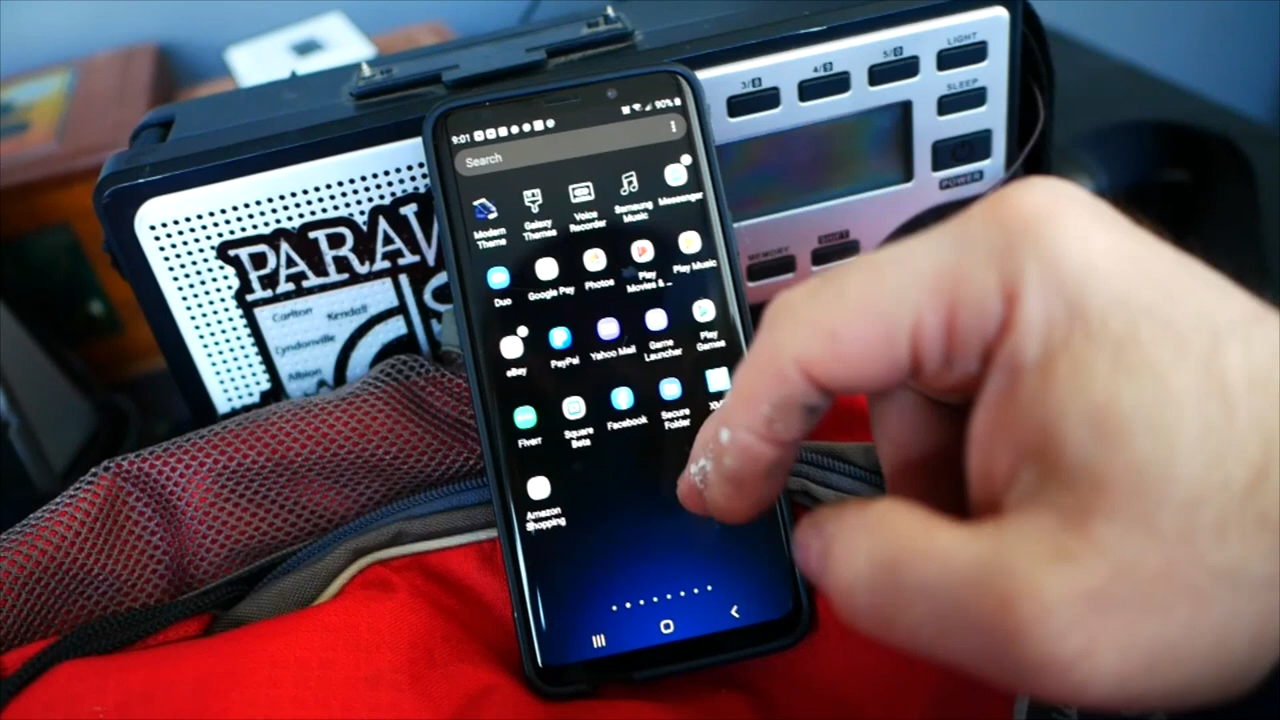 3/
4/
5/
LIGHT
SLEEP
POWER
MEMORY
SHIFT
PARAN
Carlton Kendall
Lyndonville
Albion
9:01
90%
Search
Modern
Theme
Galaxy
Themes
Voice
Recorder
Samsung
Music
Messenger
Duo
Google Pay
Photos
Play
Movies & ...
Play Music
eBay
PayPal
Yahoo Mail
Game
Launcher
Play
Games
Fiverr
Square
Beta
Facebook
Secure
Folder
Amazon
Shopping